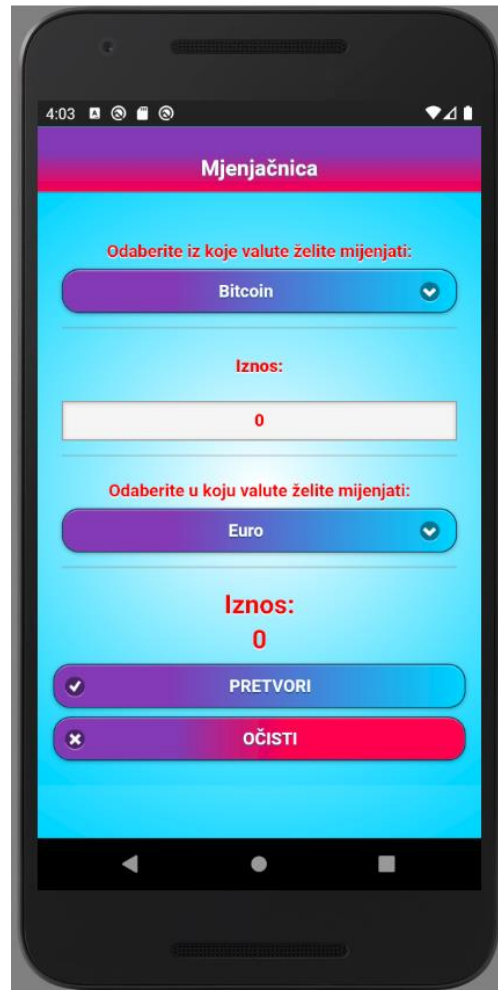 4:03
Mjenjačnica
Odaberite iz koje valute želite mijenjati:
Bitcoin
Iznos:
0
Odaberite u koju valute želite mijenjati:
Euro
Iznos:
0
PRETVORI
OČISTI